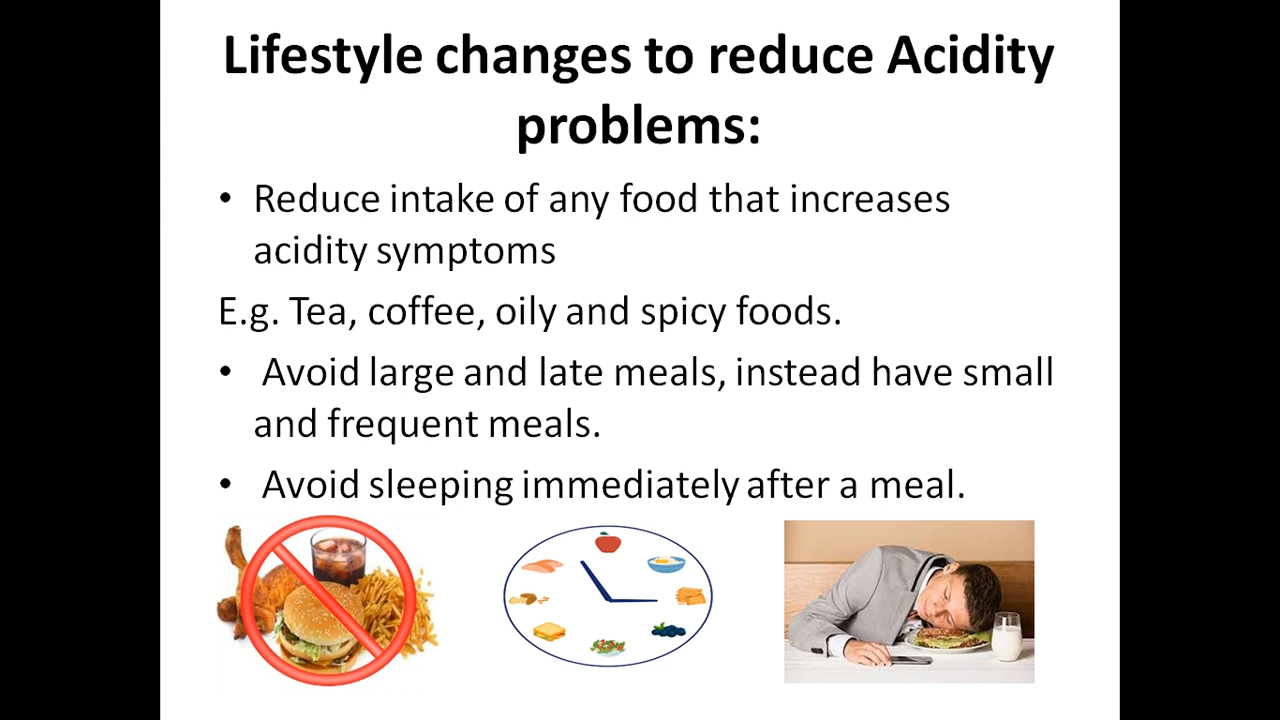 Lifestyle changes to reduce Acidity
problems:
• Reduce intake of any food that increases
acidity symptoms
E.g. Tea, coffee, oily and spicy foods.
• Avoid large and late meals, instead have small
and frequent meals.
• Avoid sleeping immediately after a meal.